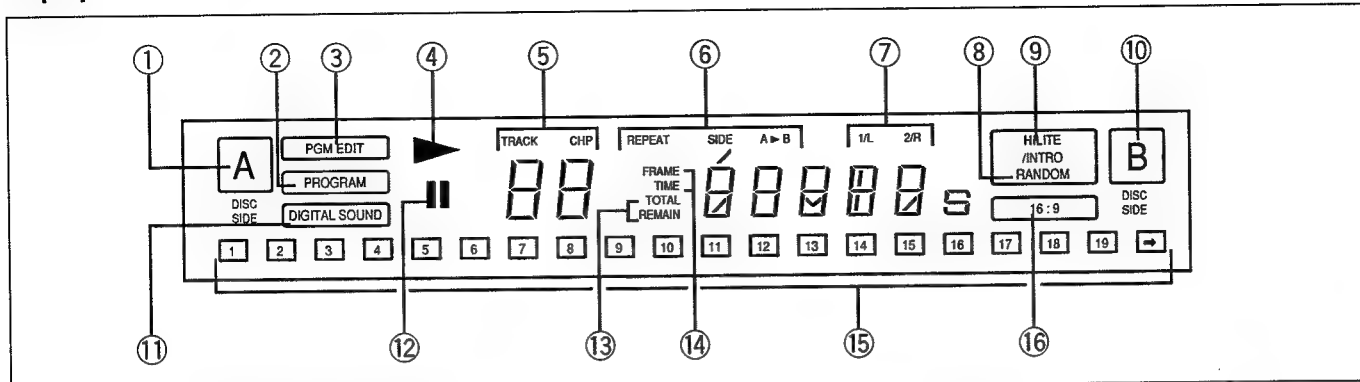 ① ② ③ ④ ⑤ ⑥ ⑦ ⑧ ⑨ ⑩
A
DISC
SIDE
PGM EDIT
PROGRAM
DIGITAL SOUND
TRACK CHP
REPEAT SIDE A►B
1/L 2/R
FRAME
TIME
TOTAL
REMAIN
S
HILITE
/INTRO
RANDOM
16:9
B
DISC
SIDE
1 2 3 4 5 6 7 8 9 10 11 12 13 14 15 16 17 18 19 ➡
⑪ ⑫ ⑬ ⑭ ⑮ ⑯